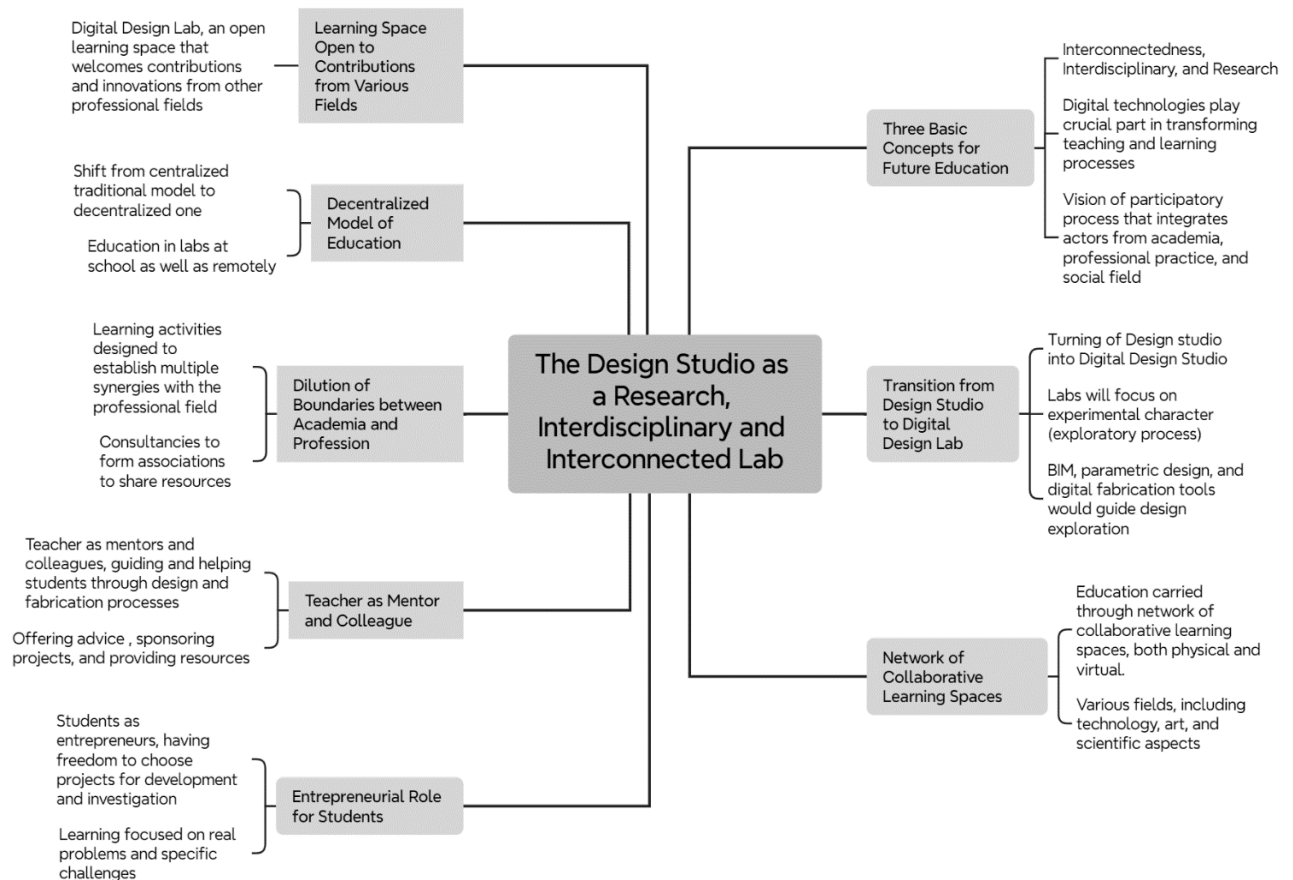 The Design Studio as
a Research,
Interdisciplinary and
Interconnected Lab
Learning Space
Open to
Contributions
from Various
Fields
Digital Design Lab, an open
learning space that
welcomes contributions
and innovations from other
professional fields
Decentralized
Model of
Education
Shift from centralized
traditional model to
decentralized one
Education in labs at
school as well as remotely
Dilution of
Boundaries between
Academia and
Profession
Learning activities
designed to
establish multiple
synergies with the
professional field
Consultancies to
form associations
to share resources
Teacher as Mentor
and Colleague
Teacher as mentors and
colleagues, guiding and helping
students through design and
fabrication processes
Offering advice , sponsoring
projects, and providing resources
Entrepreneurial Role
for Students
Students as
entrepreneurs, having
freedom to choose
projects for development
and investigation
Learning focused on real
problems and specific
challenges
Three Basic
Concepts for
Future Education
Interconnectedness,
Interdisciplinary, and Research
Digital technologies play
crucial part in transforming
teaching and learning
processes
Vision of participatory
process that integrates
actors from academia,
professional practice, and
social field
Transition from
Design Studio
to Digital
Design Lab
Turning of Design studio
into Digital Design Studio
Labs will focus on
experimental character
(exploratory process)
BIM, parametric design, and
digital fabrication tools
would guide design
exploration
Network of
Collaborative
Learning Spaces
Education carried
through network of
collaborative learning
spaces, both physical and
virtual.
Various fields, including
technology, art, and
scientific aspects